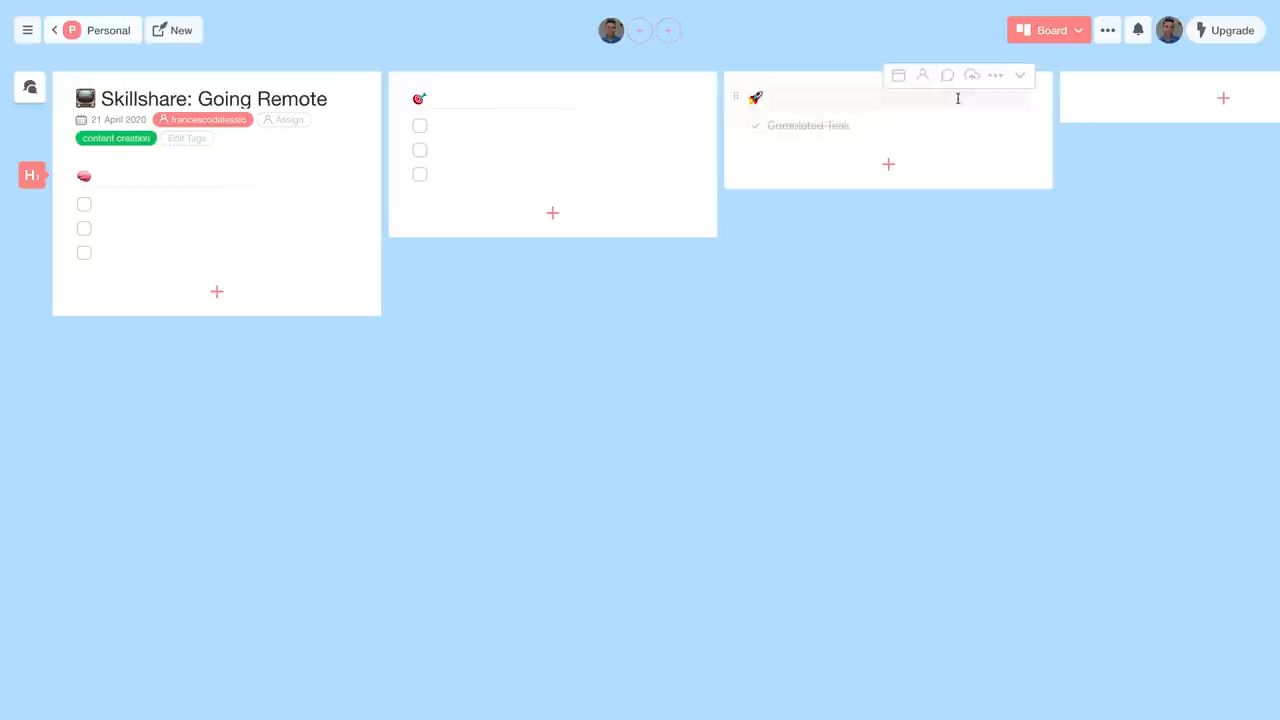 P Personal
New
Board
Upgrade
Skillshare: Going Remote
21 April 2020
francescodalessio
Assign
content creation
Edit Tags
H1
Completed Task